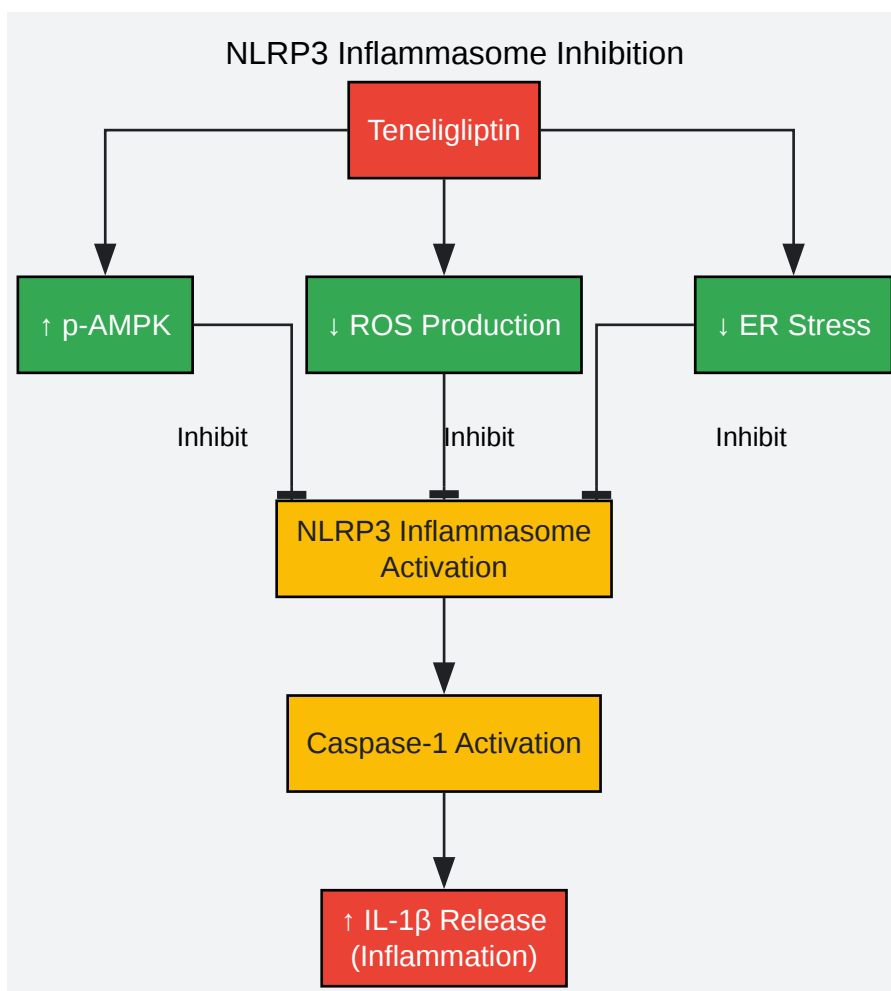 NLRP3 Inflammasome Inhibition
Teneligliptin
↑ p-AMPK
↓ ROS Production
↓ ER Stress
Inhibit
Inhibit
Inhibit
NLRP3 Inflammasome
Activation
Caspase-1 Activation
↑ IL-1β Release
(Inflammation)